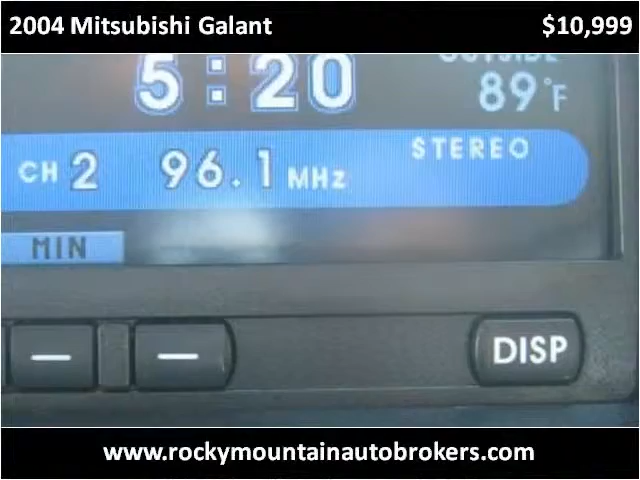 2004 Mitsubishi Galant $10,999
5:20
OUTSIDE
89°F
CH 2 96.1 MHz STEREO
MIN
DISP
www.rockymountainautobrokers.com